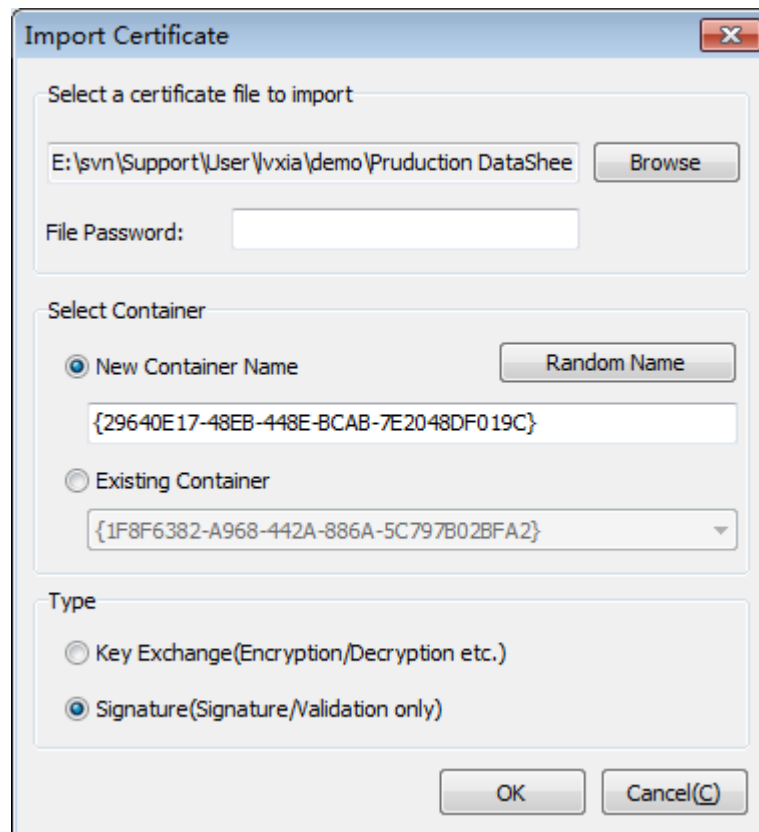 Import Certificate
Select a certificate file to import
E:\svn\Support\User\lvxia\demo\Pruduction DataShee
Browse
File Password:
Select Container
New Container Name
Random Name
{29640E17-48EB-448E-BCAB-7E2048DF019C}
Existing Container
{1F8F6382-A968-442A-886A-5C797B02BFA2}
Type
Key Exchange(Encryption/Decryption etc.)
Signature(Signature/Validation only)
OK
Cancel(C)